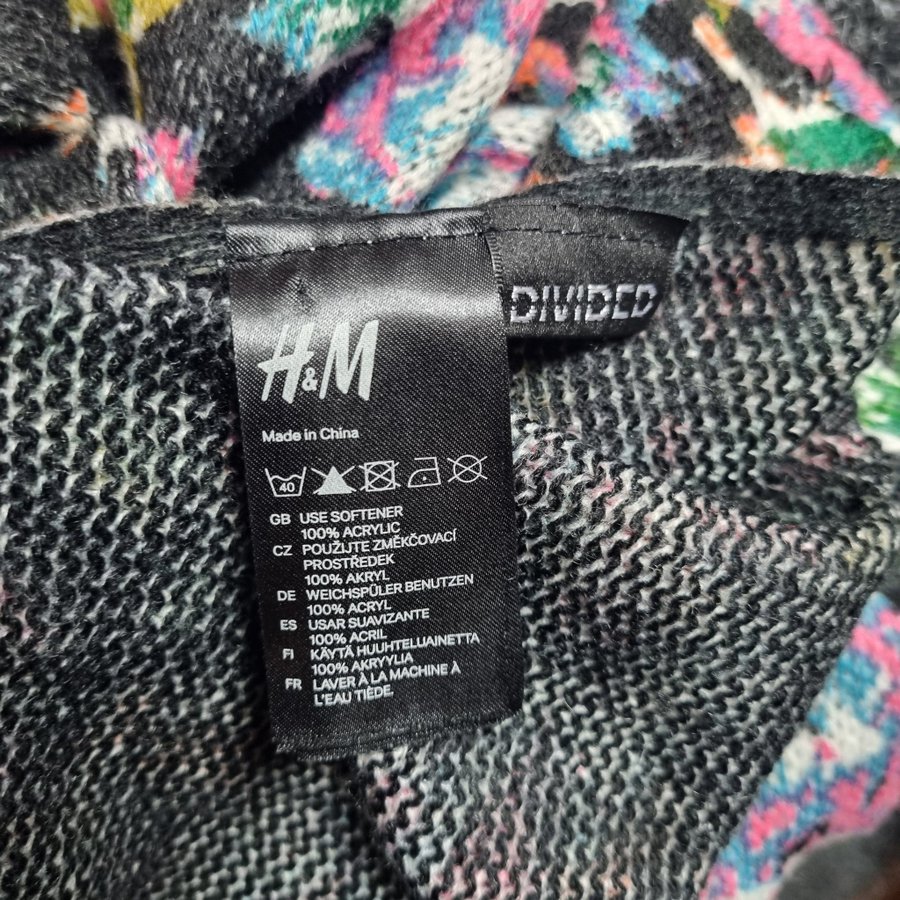 DIVIDED
H&M
Made in China
40
GB USE SOFTENER
100% ACRYLIC
CZ POUŽIJTE ZMĚKČOVACÍ
PROSTŘEDEK
100% AKRYL
DE WEICHSPÜLER BENUTZEN
100% ACRYL
ES USAR SUAVIZANTE
100% ACRIL
FI KÄYTÄ HUUHTELUAINETTA
100% AKRYYLIA
FR LAVER À LA MACHINE À
L'EAU TIÈDE.